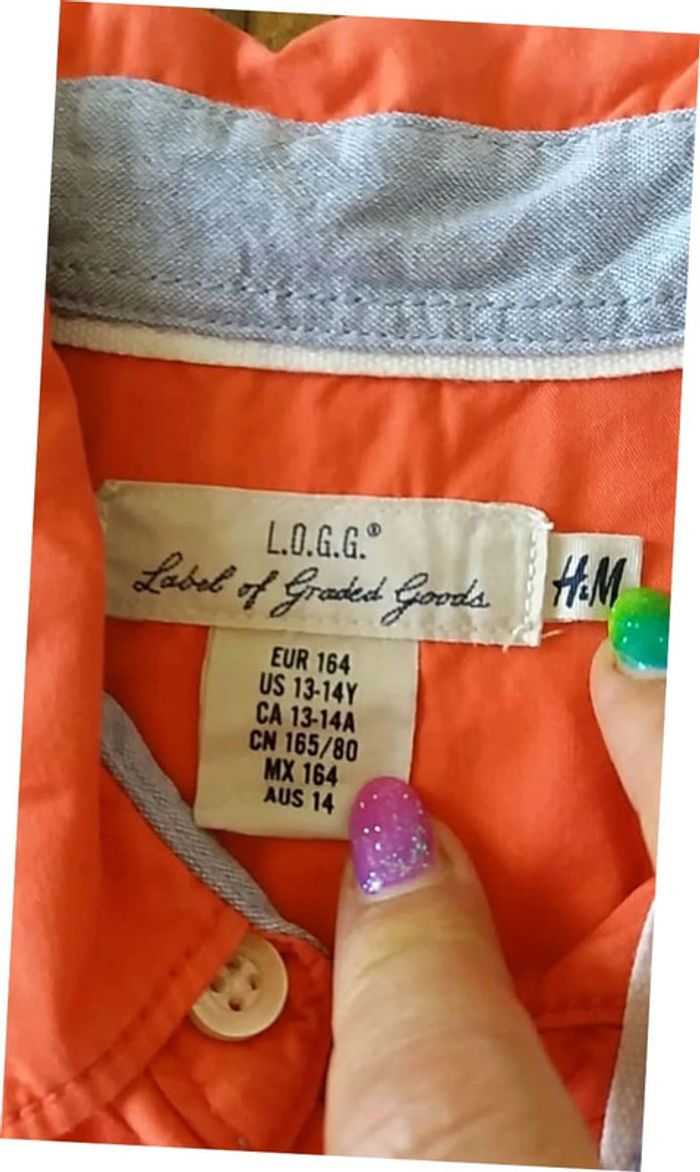 L.O.G.G.®
Label of Graded Goods
H&M
EUR 164
US 13-14Y
CA 13-14A
CN 165/80
MX 164
AUS 14